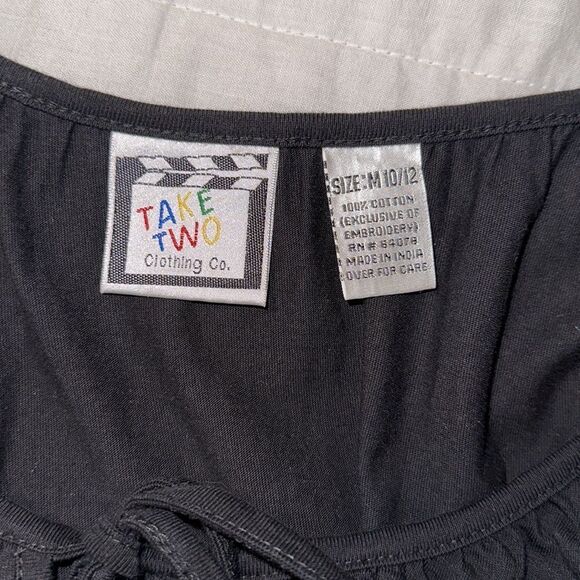 TAKE
TWO
Clothing Co.
SIZE:M 10/12
100% COTTON
(EXCLUSIVE OF
EMBROIDERY)
RN # 64078
MADE IN INDIA
OVER FOR CARE